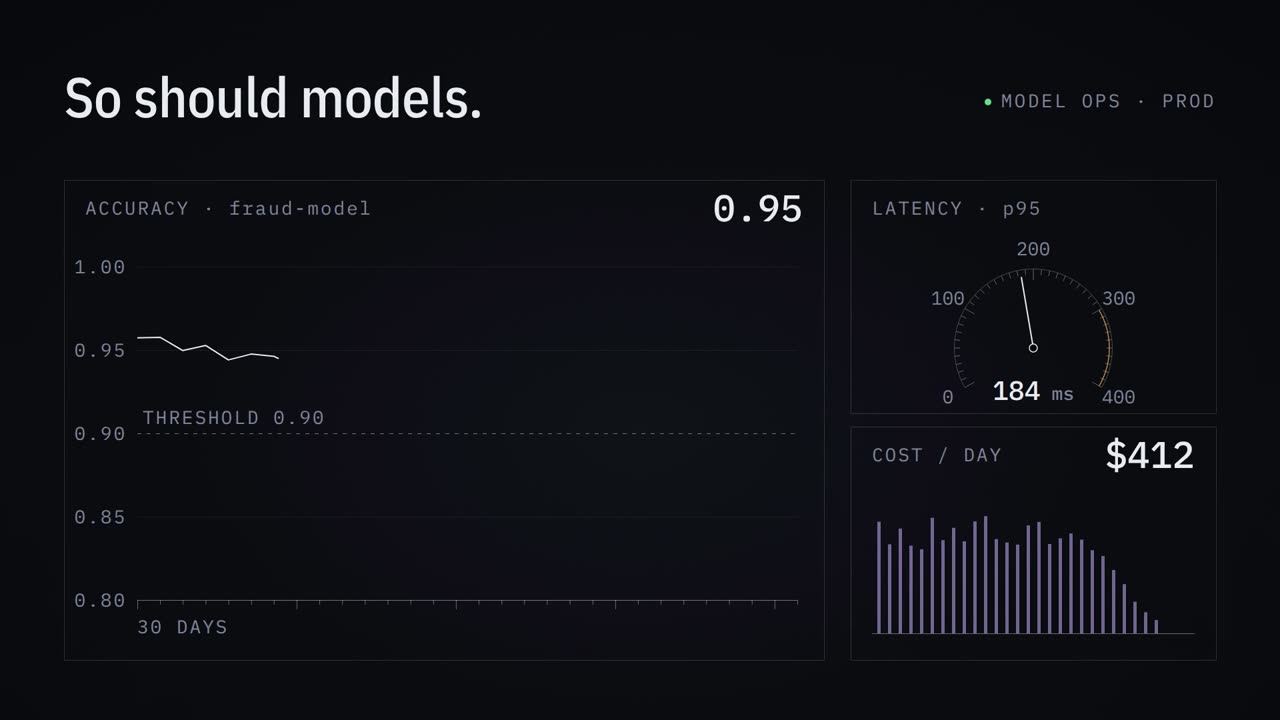 So should models.
MODEL OPS · PROD
ACCURACY · fraud-model
0.95
1.00
0.95
THRESHOLD 0.90
0.90
0.85
0.80
30 DAYS
LATENCY · p95
200
100
300
0
184 ms
400
COST / DAY
$412